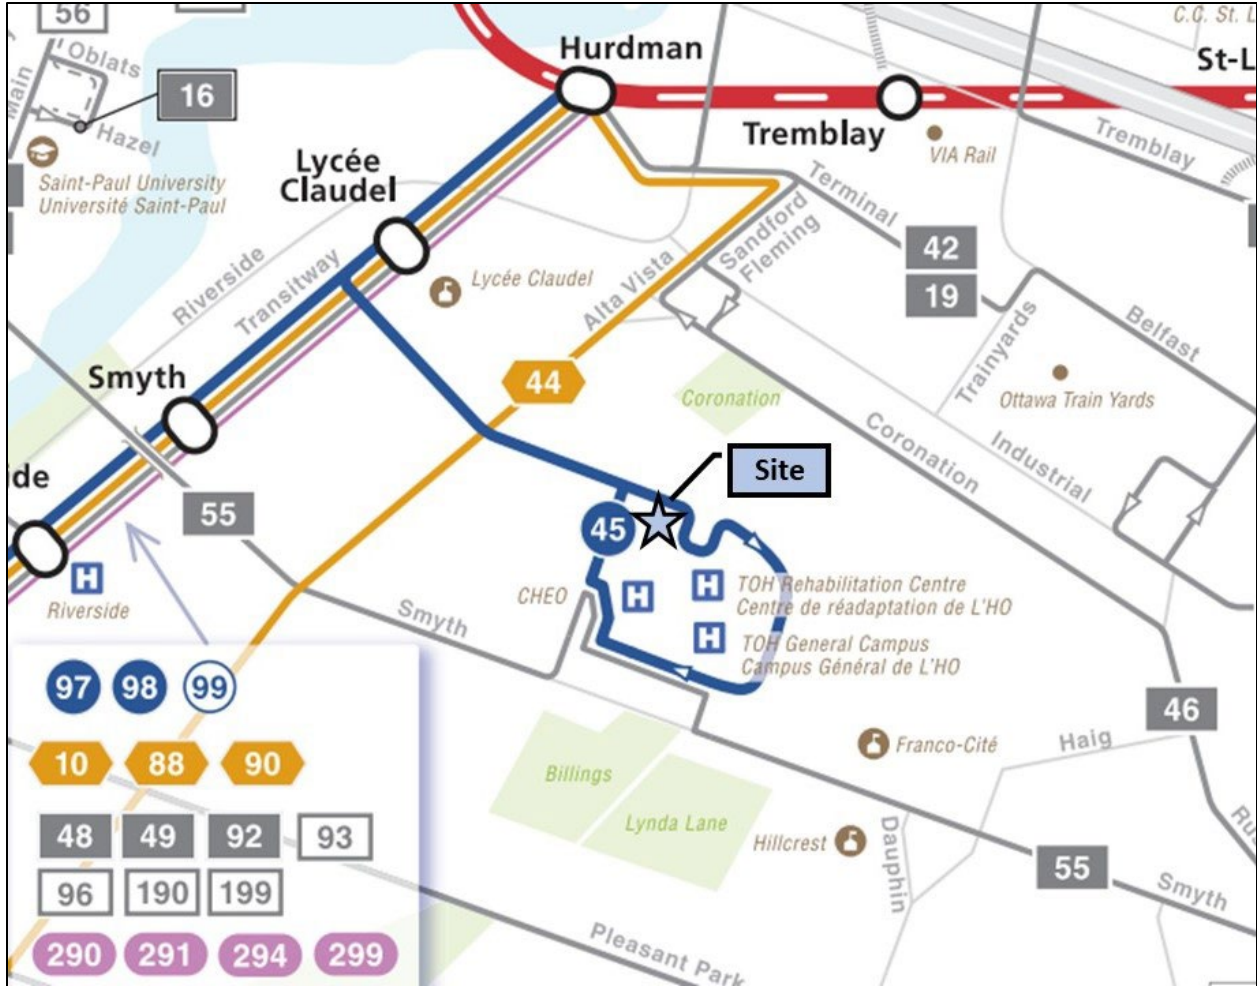 56
Oblats
Main
16
Hazel
Saint-Paul University
Université Saint-Paul
Hurdman
C.C. St. L
St-L
Tremblay
VIA Rail
Tremblay
Lycée
Claudel
Lycée Claudel
Riverside
Transitway
Terminal
Sandford
Fleming
Alta Vista
42
19
Belfast
Trainyards
Ottawa Train Yards
Smyth
44
Coronation
Coronation
Industrial
ide
55
Site
45
H
Riverside
CHEO
H
H
TOH Rehabilitation Centre
Centre de réadaptation de L'HO
H
TOH General Campus
Campus Général de L'HO
Smyth
97
98
99
10
88
90
48
49
92
93
96
190
199
290
291
294
299
46
Franco-Cité
Haig
Rus
Billings
Lynda Lane
Hillcrest
Dauphin
55
Smyth
Pleasant Park